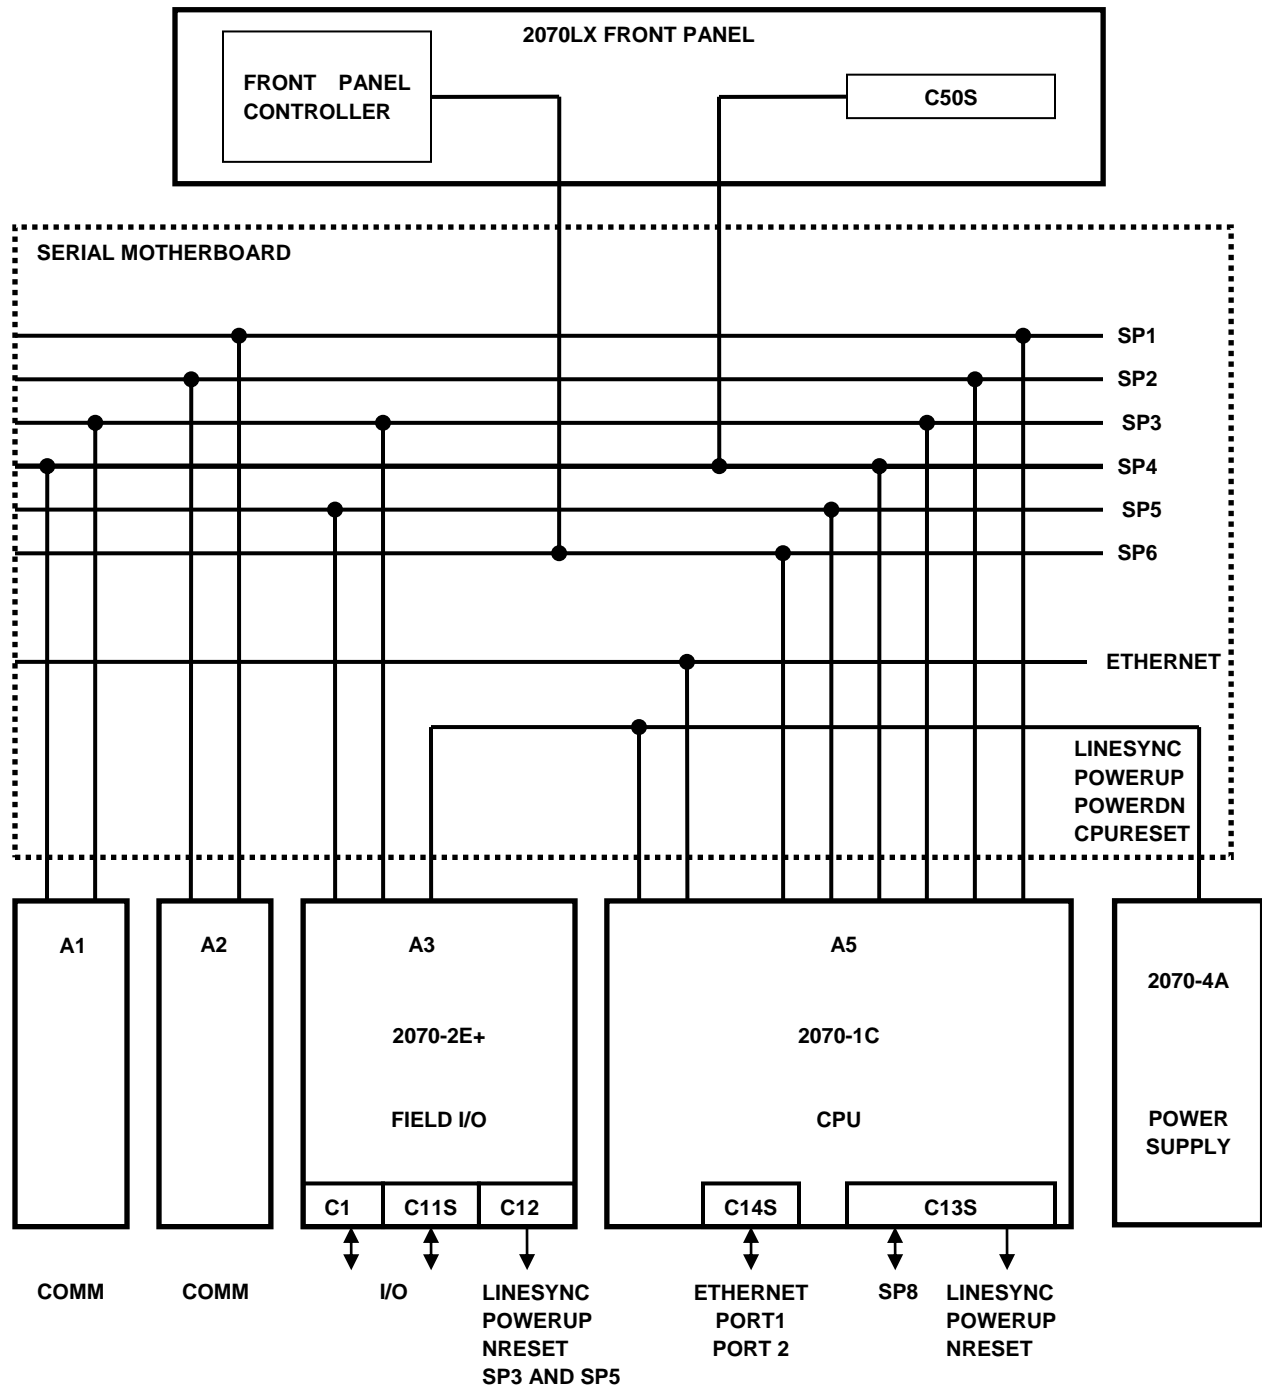 2070LX FRONT PANEL
FRONT PANEL
CONTROLLER
C50S
SERIAL MOTHERBOARD
SP1
SP2
SP3
SP4
SP5
SP6
ETHERNET
LINESYNC
POWERUP
POWERDN
CPURESET
A1
A2
A3
2070-2E+
FIELD I/O
C1
C11S
C12
A5
2070-1C
CPU
C14S
C13S
2070-4A
POWER
SUPPLY
COMM
COMM
I/O
LINESYNC
POWERUP
NRESET
SP3 AND SP5
ETHERNET
PORT1
PORT 2
SP8
LINESYNC
POWERUP
NRESET